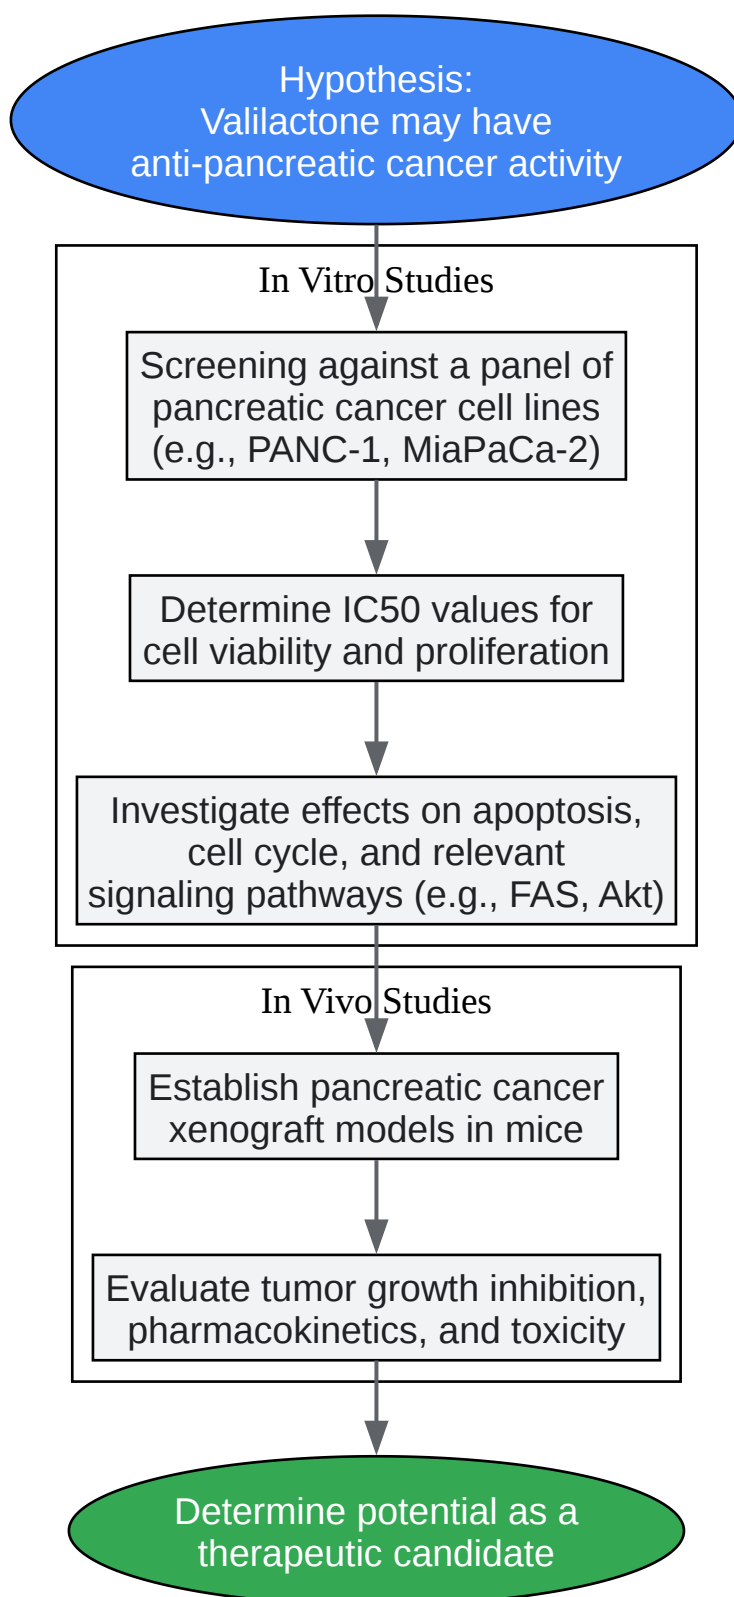 Hypothesis:
Valilactone may have
anti-pancreatic cancer activity
In Vitro Studies
Screening against a panel of
pancreatic cancer cell lines
(e.g., PANC-1, MiaPaCa-2)
Determine IC50 values for
cell viability and proliferation
Investigate effects on apoptosis,
cell cycle, and relevant
signaling pathways (e.g., FAS, Akt)
In Vivo Studies
Establish pancreatic cancer
xenograft models in mice
Evaluate tumor growth inhibition,
pharmacokinetics, and toxicity
Determine potential as a
therapeutic candidate